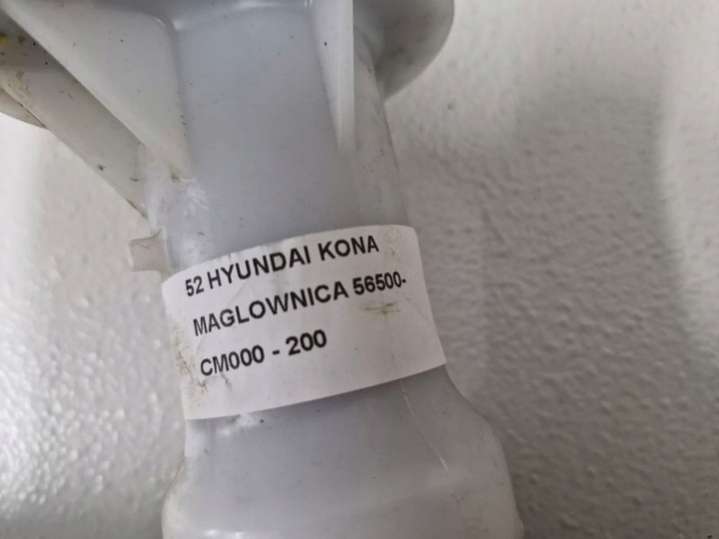 52 HYUNDAI KONA
MAGLOWNICA 56500-
CM000 - 200